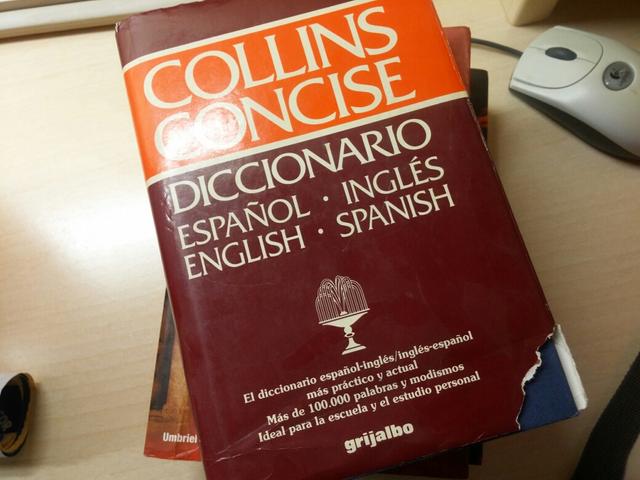 COLLINS
CONCISE
DICCIONARIO
ESPAÑOL · INGLÉS
ENGLISH · SPANISH
El diccionario español-inglés/inglés-español
más práctico y actual
Más de 100.000 palabras y modismos
Ideal para la escuela y el estudio personal
grijalbo
Umbriel